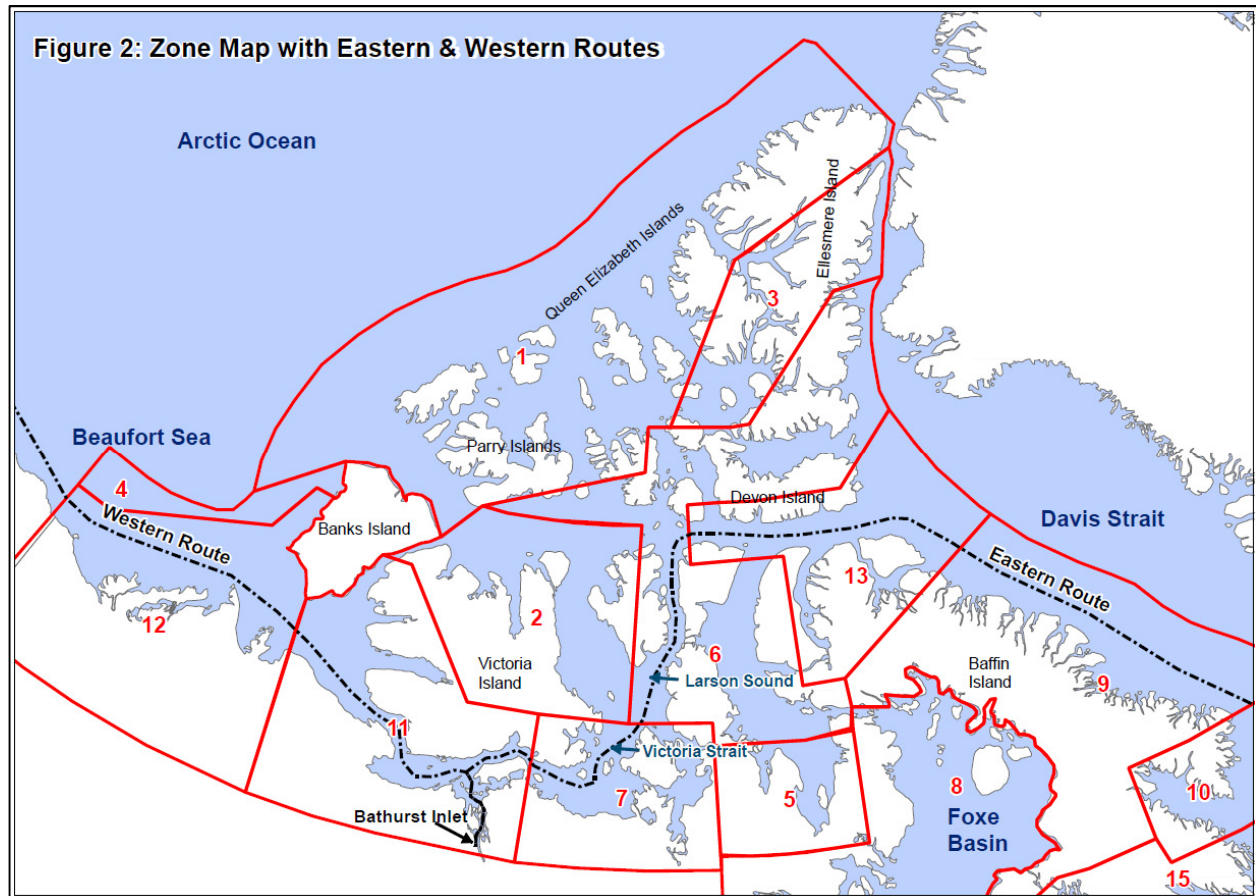 Figure 2: Zone Map with Eastern & Western Routes
Arctic Ocean
Queen Elizabeth Islands
Ellesmere Island
3
1
Beaufort Sea
Parry Islands
4
Western Route
Banks Island
Devon Island
Davis Strait
Eastern Route
13
12
2
6
Victoria
Island
Larson Sound
Baffin
Island
9
11
Victoria Strait
7
5
8
10
Bathurst Inlet
Foxe
Basin
15